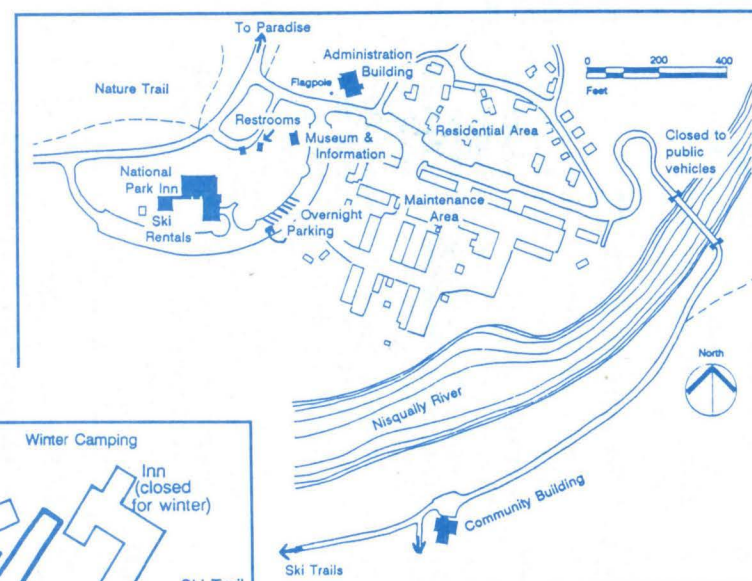 To Paradise
Administration
Building
Flagpole
Nature Trail
0 200 400
Feet
Restrooms
Museum &
Information
Residential Area
Closed to
public
vehicles
National
Park Inn
Ski
Rentals
Overnight
Parking
Maintenance
Area
North
Nisqually River
Community Building
Ski Trails
Winter Camping
Inn
(closed
for winter)